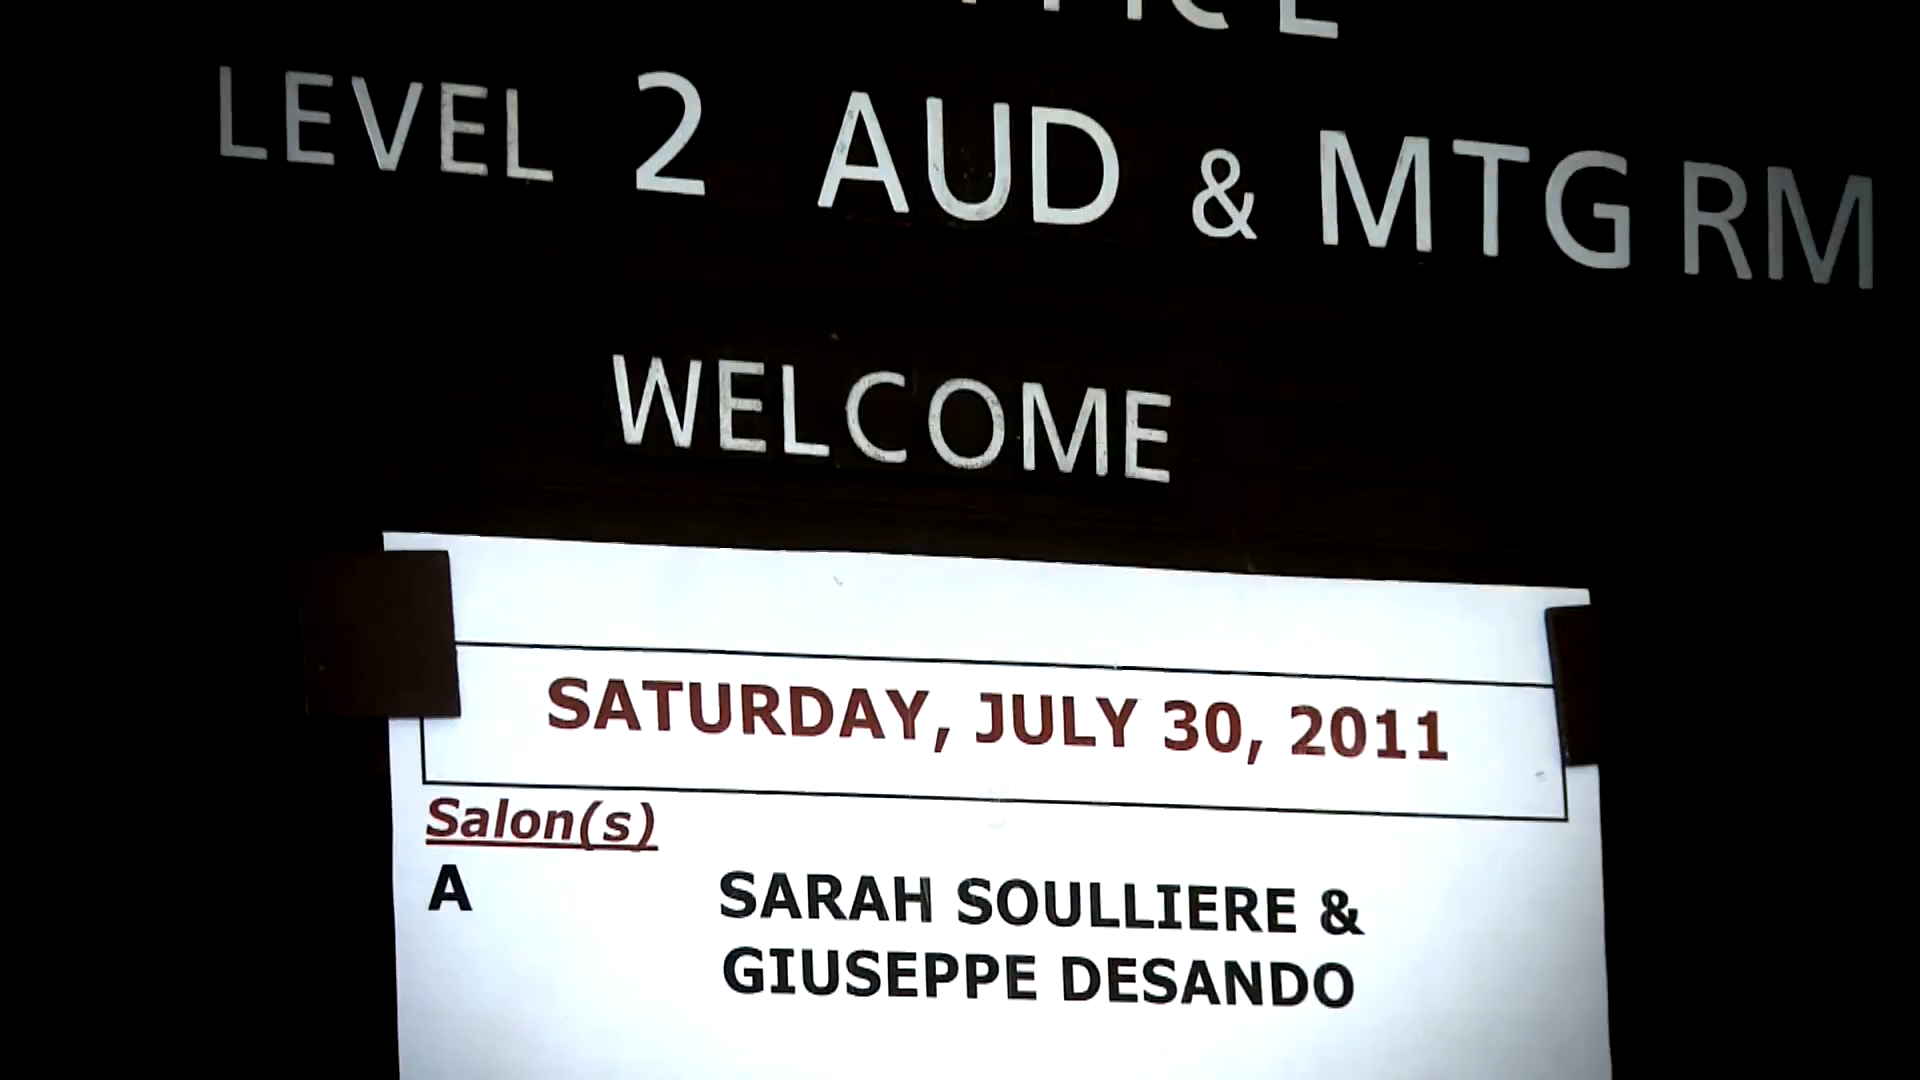 LEVEL 2 AUD & MTG RM
WELCOME
SATURDAY, JULY 30, 2011
Salon(s)
A SARAH SOULLIERE &
GIUSEPPE DESANDO